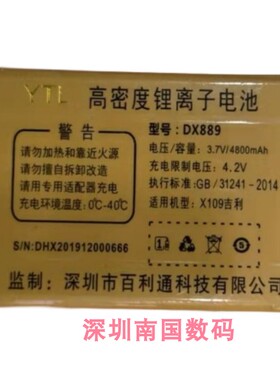 YTL 高密度锂离子电池
警告
请勿加热和靠近火源
请勿擅自拆卸改造
请用专用适配器充电
充电环境温度:0℃-40℃
型号:DX889
电压/容量:3.7V/4800mAh
充电限制电压:4.2V
执行标准:GB/31241-2014
适用机型:X109吉利
S/N:DHX201912000666
监制:深圳市百利通科技有限公司
深圳南国数码